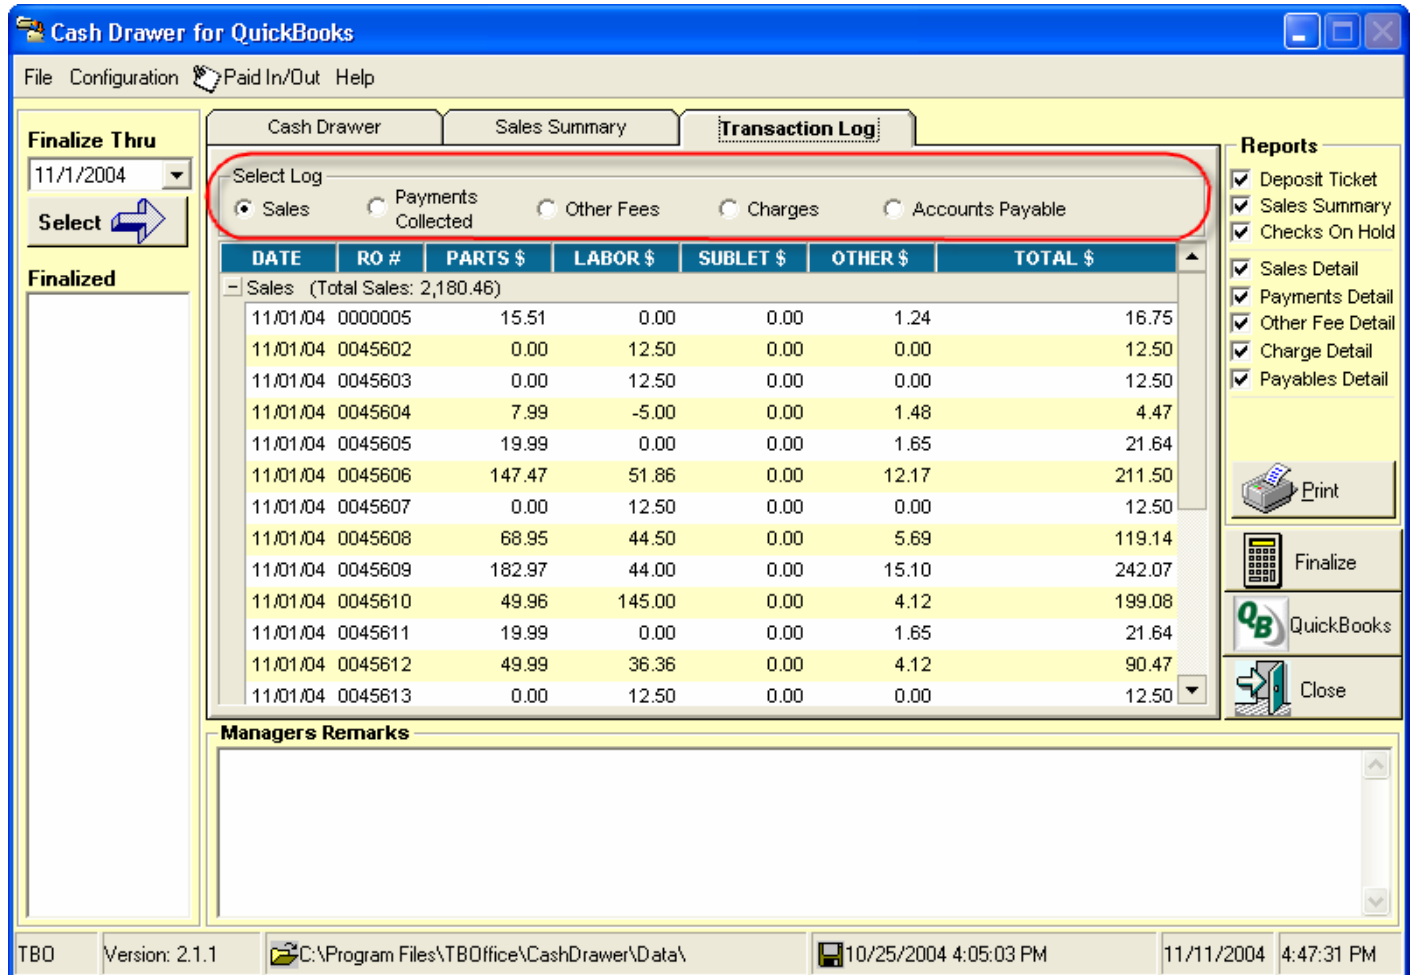 Cash Drawer for QuickBooks
File Configuration Paid In/Out Help
Finalize Thru
11/1/2004
Select
Finalized
Cash Drawer Sales Summary Transaction Log
Select Log
Sales Payments Collected Other Fees Charges Accounts Payable
DATE RO # PARTS $ LABOR $ SUBLET $ OTHER $ TOTAL $
Sales (Total Sales: 2,180.46)
11/01/04 0000005 15.51 0.00 0.00 1.24 16.75
11/01/04 0045602 0.00 12.50 0.00 0.00 12.50
11/01/04 0045603 0.00 12.50 0.00 0.00 12.50
11/01/04 0045604 7.99 -5.00 0.00 1.48 4.47
11/01/04 0045605 19.99 0.00 0.00 1.65 21.64
11/01/04 0045606 147.47 51.86 0.00 12.17 211.50
11/01/04 0045607 0.00 12.50 0.00 0.00 12.50
11/01/04 0045608 68.95 44.50 0.00 5.69 119.14
11/01/04 0045609 182.97 44.00 0.00 15.10 242.07
11/01/04 0045610 49.96 145.00 0.00 4.12 199.08
11/01/04 0045611 19.99 0.00 0.00 1.65 21.64
11/01/04 0045612 49.99 36.36 0.00 4.12 90.47
11/01/04 0045613 0.00 12.50 0.00 0.00 12.50
Reports
Deposit Ticket
Sales Summary
Checks On Hold
Sales Detail
Payments Detail
Other Fee Detail
Charge Detail
Payables Detail
Print
Finalize
QB QuickBooks
Close
Managers Remarks
TBO Version: 2.1.1 C:\Program Files\TBOffice\CashDrawer\Data\ 10/25/2004 4:05:03 PM 11/11/2004 4:47:31 PM